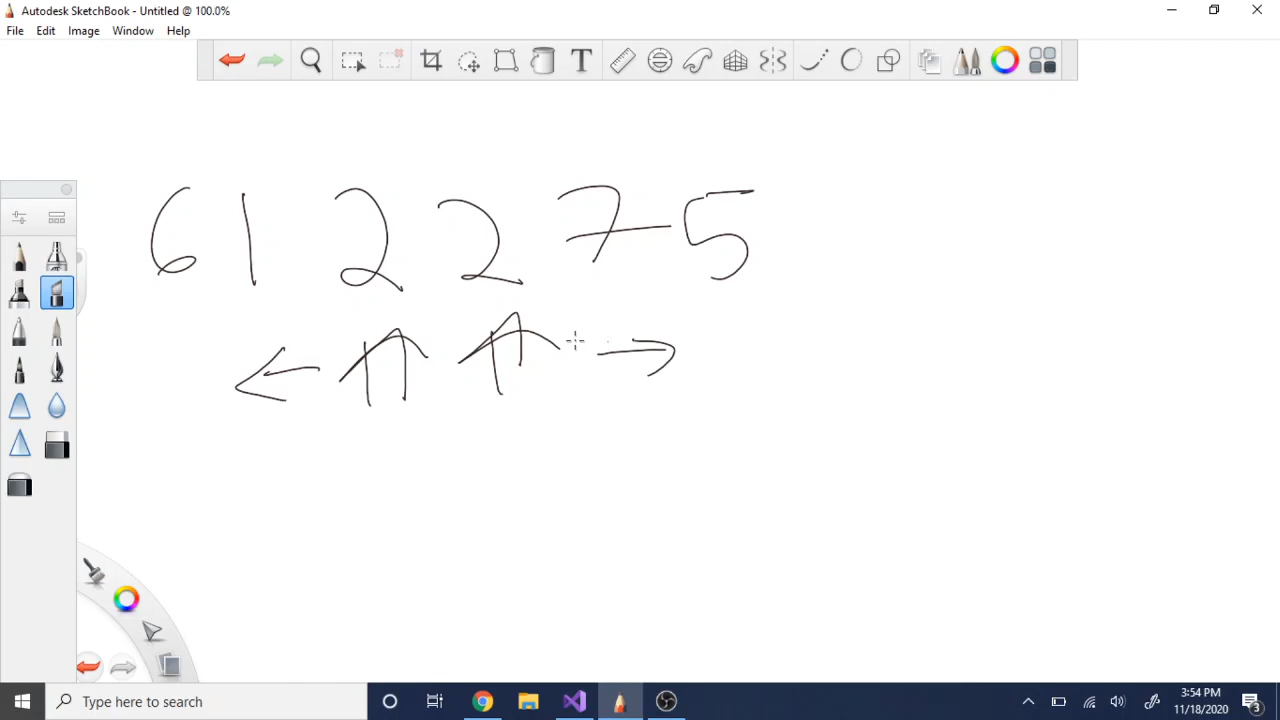 Autodesk SketchBook - Untitled @ 100.0%
File Edit Image Window Help
T
6 1 2 2 7 5
Type here to search
3:54 PM
11/18/2020
3